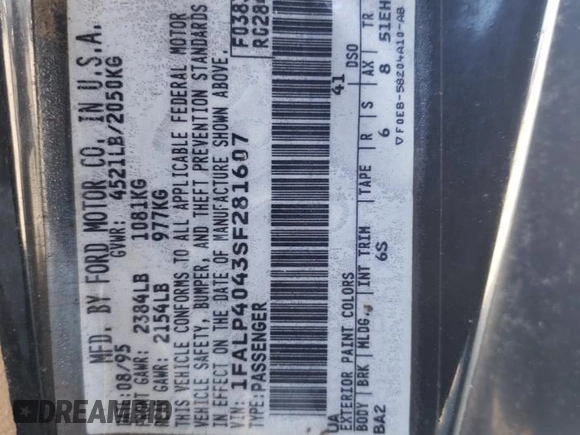 MFD. BY FORD MOTOR CO. IN U.S.A.
08/95 GVWR: 4521LB/2050KG
FRONT GAWR: 2384LB 1081KG
REAR GAWR: 2154LB 977KG
THIS VEHICLE CONFORMS TO ALL APPLICABLE FEDERAL MOTOR
VEHICLE SAFETY, BUMPER, AND THEFT PREVENTION STANDARDS
IN EFFECT ON THE DATE OF MANUFACTURE SHOWN ABOVE.
VIN: 1FALP4043SF281607
TYPE: PASSENGER
UA
EXTERIOR PAINT COLORS 41 DSO
BODY BRK MLDG. INT TRIM TAPE R S AX TR
BA2 6S 6 8 51EH
▽F0EB-58204A10-AB
DREAMBID